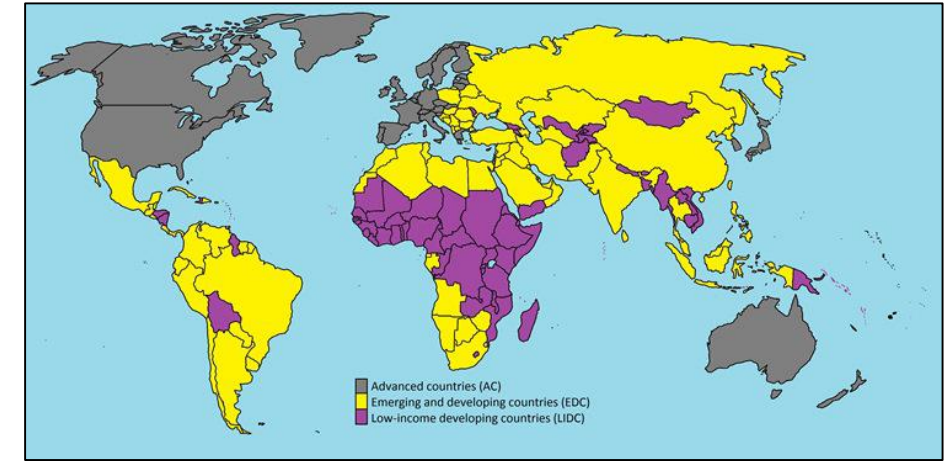 Advanced countries (AC)
Emerging and developing countries (EDC)
Low-income developing countries (LIDC)